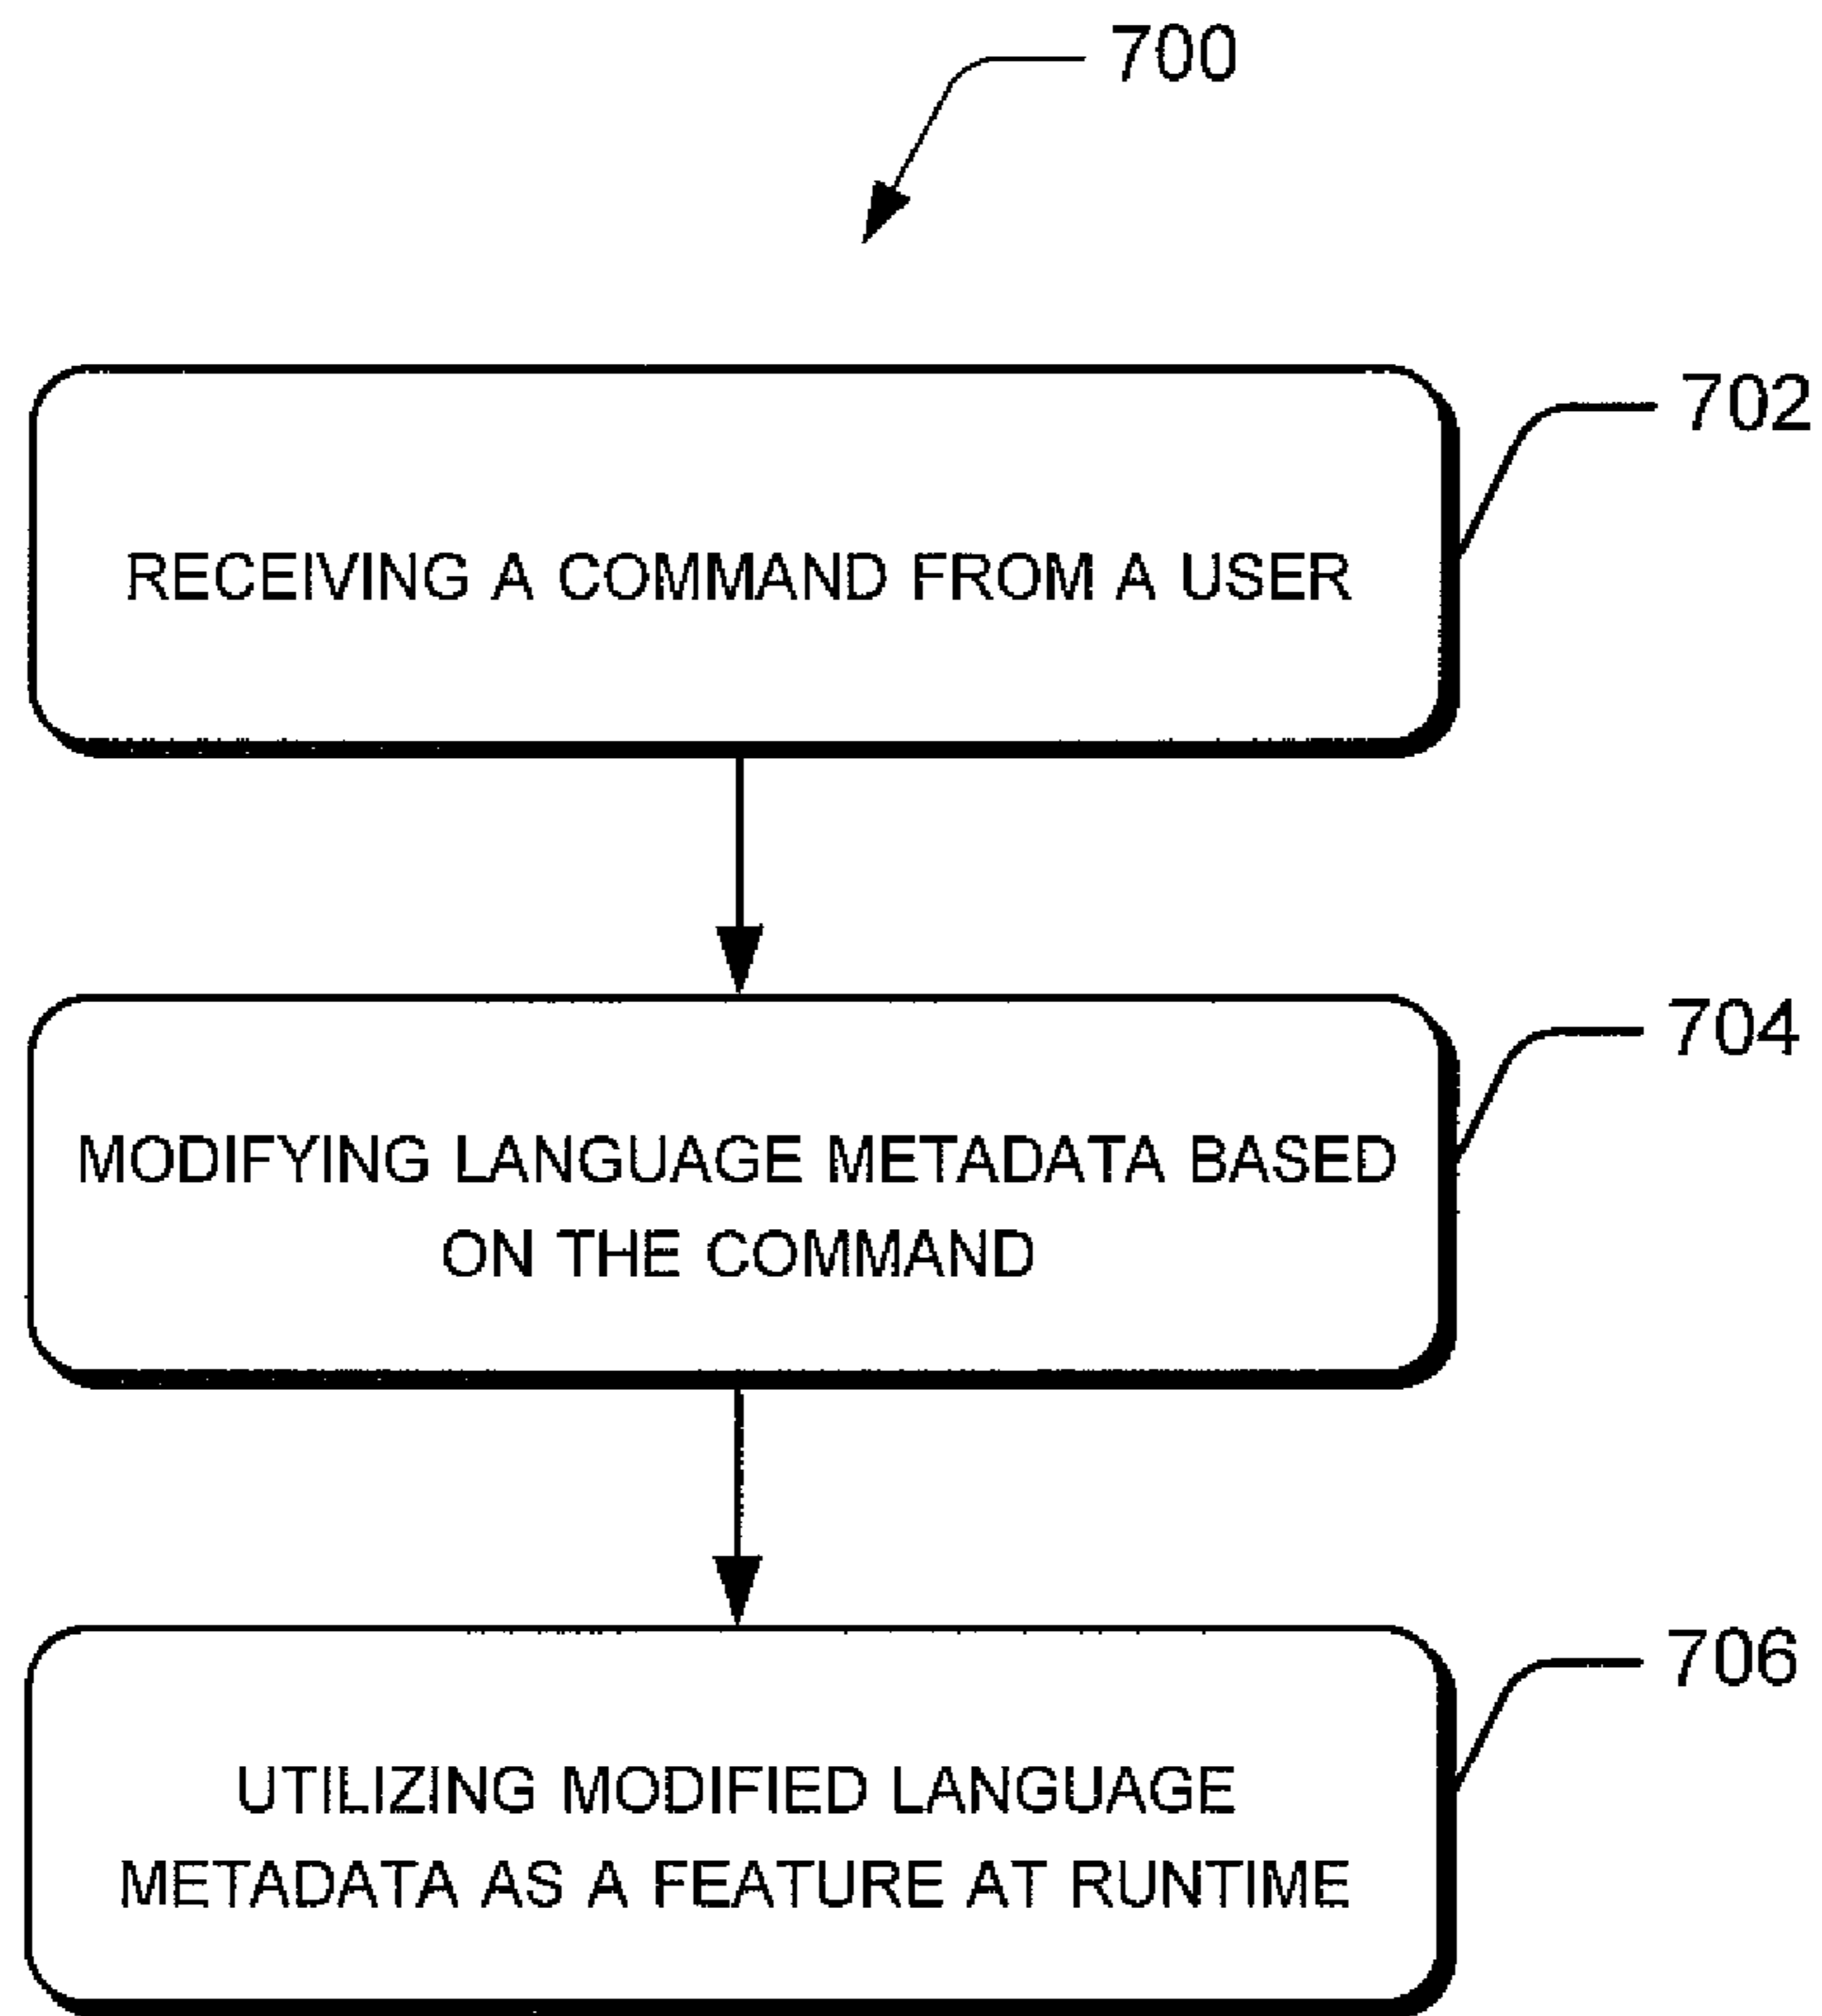 700
702
RECEIVING A COMMAND FROM A USER
704
MODIFYING LANGUAGE METADATA BASED
ON THE COMMAND
706
UTILIZING MODIFIED LANGUAGE
METADATA AS A FEATURE AT RUNTIME